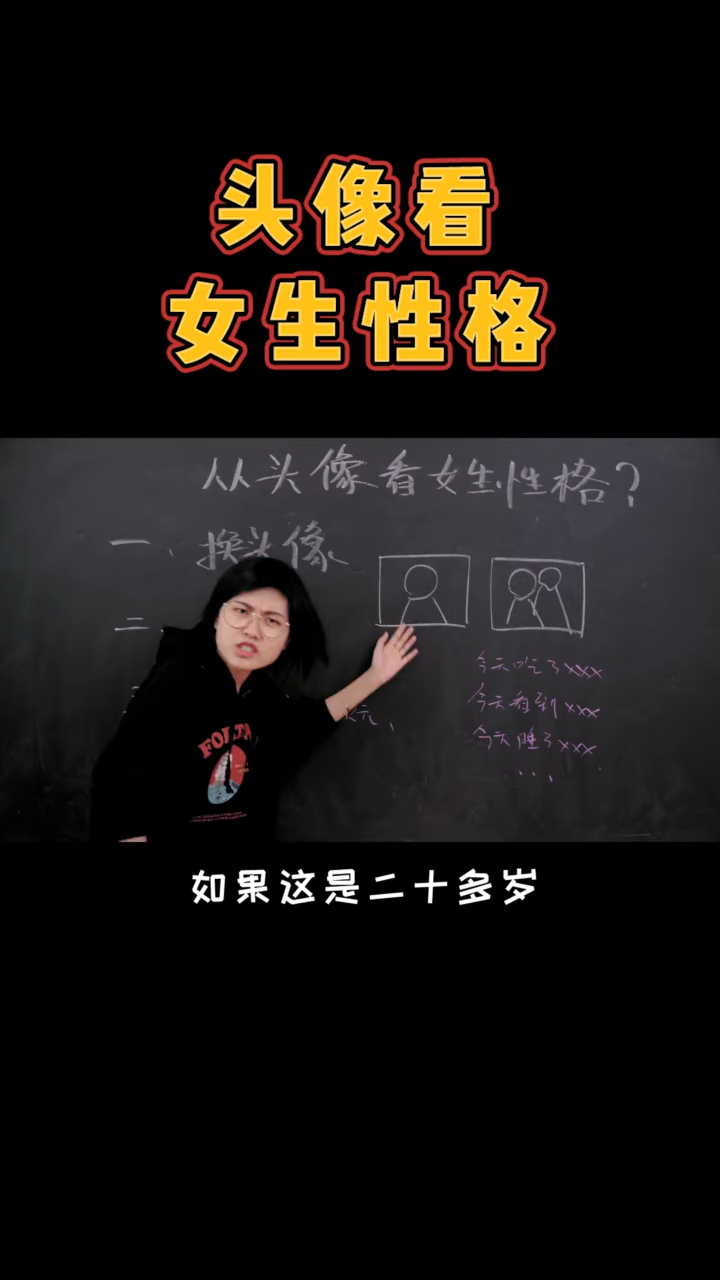 头像看
女生性格
从头像看女生性格？
一、换头像
二、
今天吃了xxx
今天看到xxx
今天睡了xxx
...
如果这是二十多岁